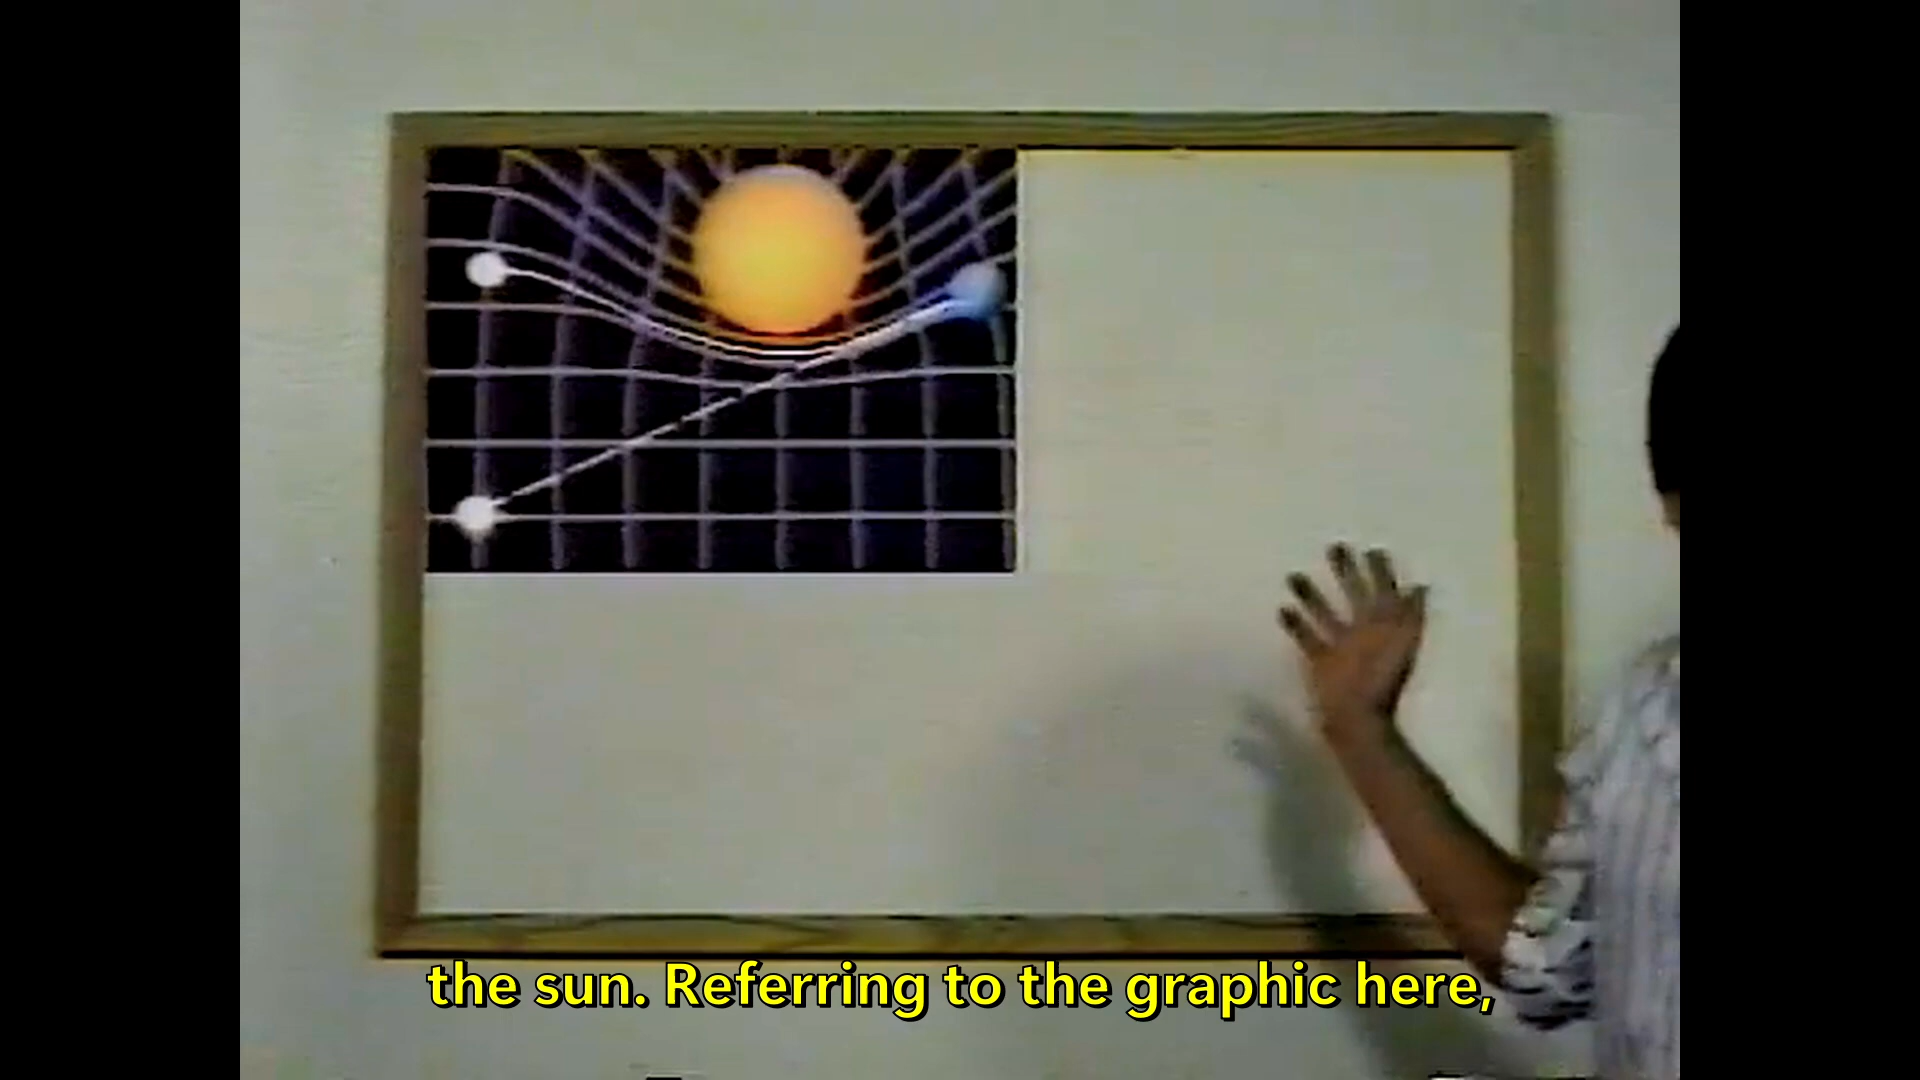 the sun. Referring to the graphic here,